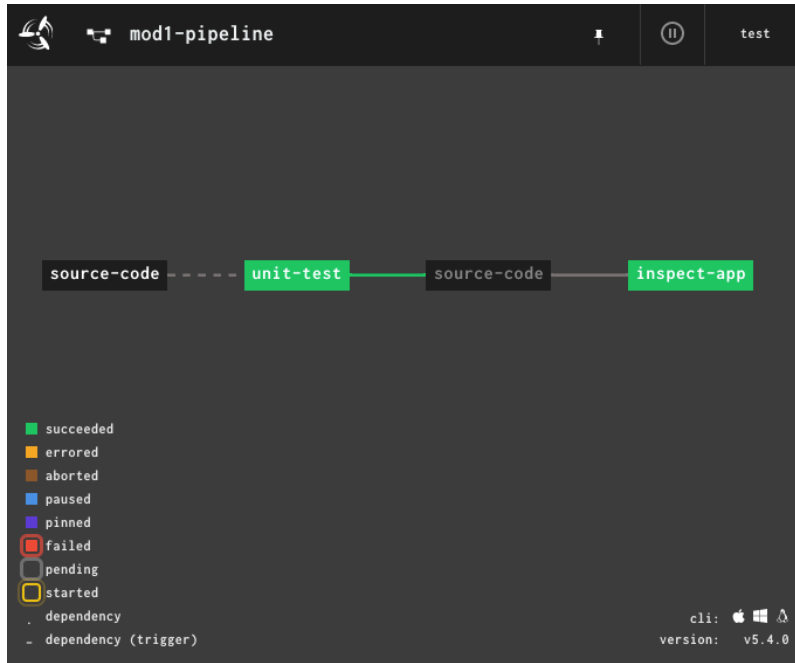 mod1-pipeline test
source-code unit-test source-code inspect-app
succeeded
errored
aborted
paused
pinned
failed
pending
started
. dependency
- dependency (trigger)
cli:
version: v5.4.0